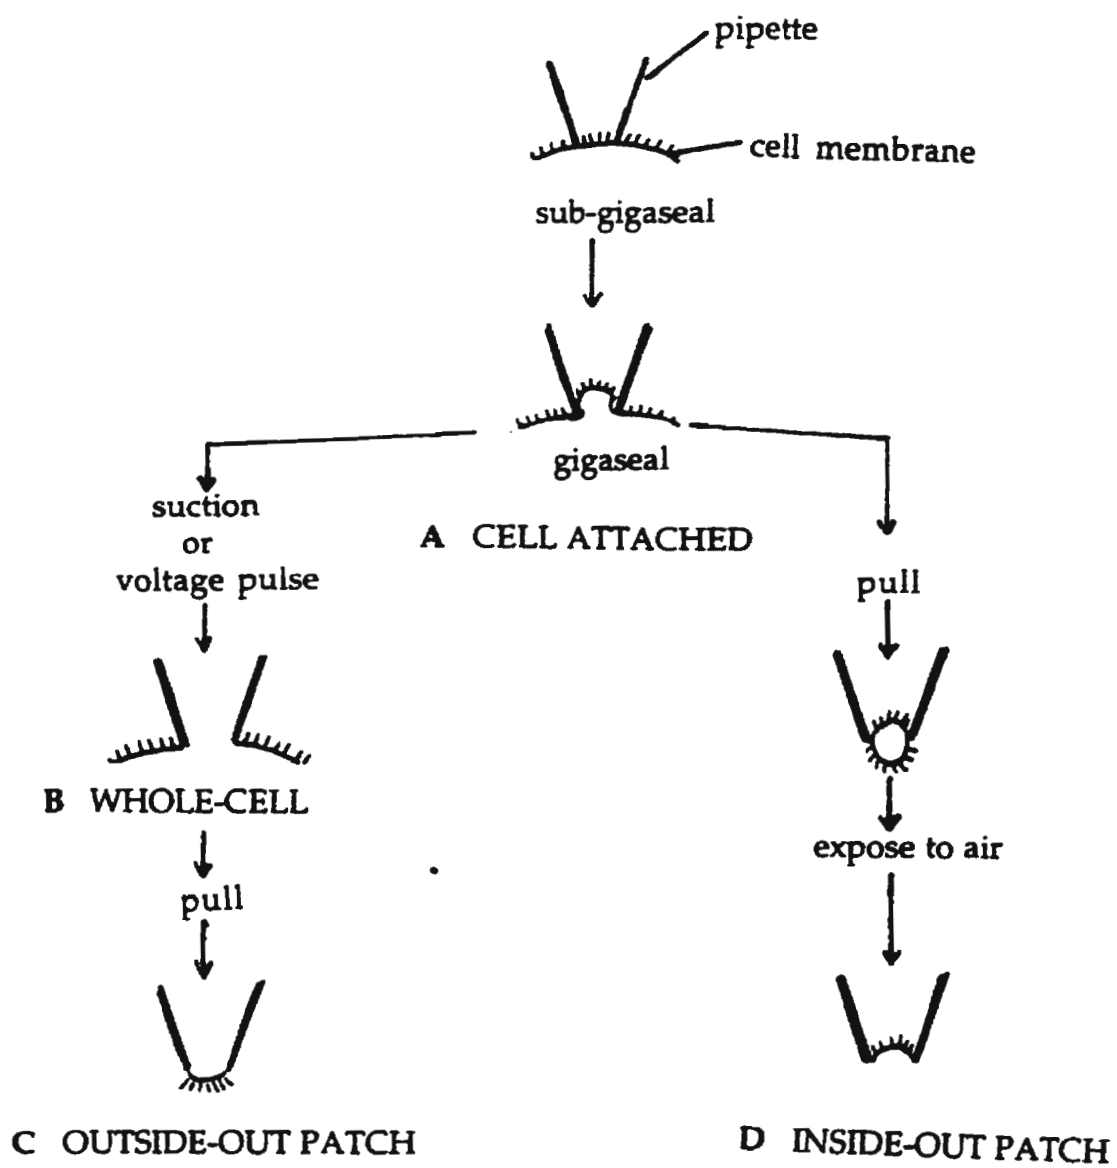 pipette
cell membrane
sub-gigaseal
gigaseal
A CELL ATTACHED
suction
or
voltage pulse
B WHOLE-CELL
pull
C OUTSIDE-OUT PATCH
pull
expose to air
D INSIDE-OUT PATCH